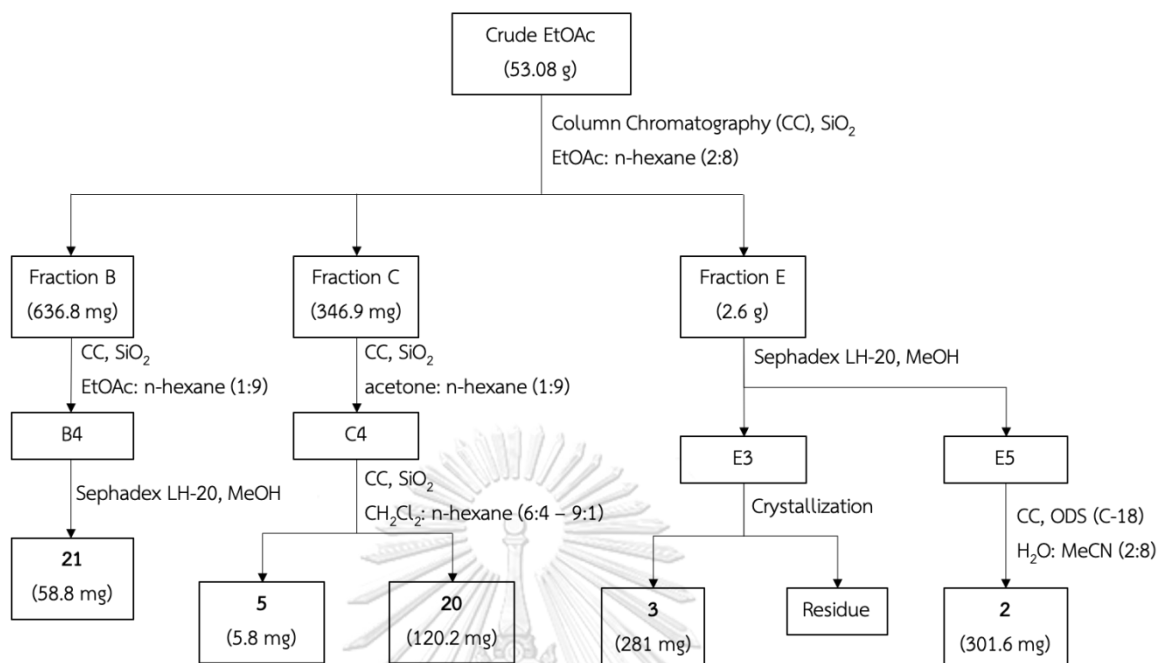 Crude EtOAc
(53.08 g)
Column Chromatography (CC), SiO₂
EtOAc: n-hexane (2:8)
Fraction B
(636.8 mg)
Fraction C
(346.9 mg)
Fraction E
(2.6 g)
CC, SiO₂
EtOAc: n-hexane (1:9)
CC, SiO₂
acetone: n-hexane (1:9)
Sephadex LH-20, MeOH
B4
C4
E3
E5
Sephadex LH-20, MeOH
CC, SiO₂
CH₂Cl₂: n-hexane (6:4 – 9:1)
Crystallization
CC, ODS (C-18)
H₂O: MeCN (2:8)
21
(58.8 mg)
5
(5.8 mg)
20
(120.2 mg)
3
(281 mg)
Residue
2
(301.6 mg)